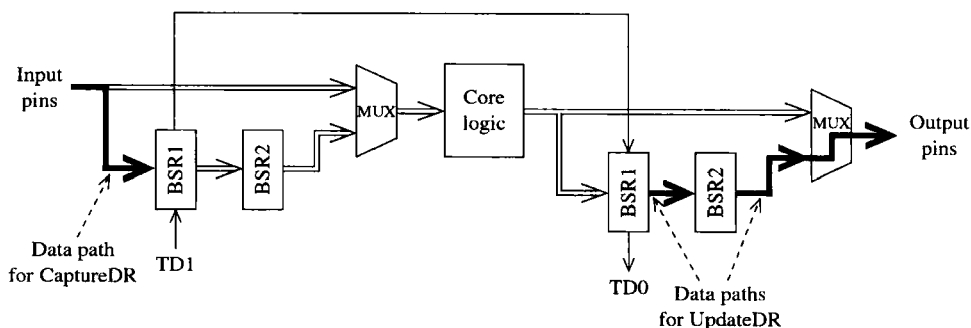 Input
pins
MUX
Core
logic
MUX
Output
pins
BSR1
BSR2
BSR1
BSR2
Data path
for CaptureDR
TD1
TD0
Data paths
for UpdateDR